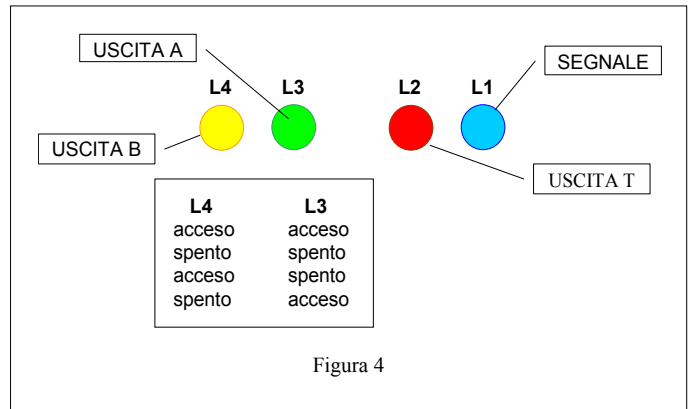 USCITA A
SEGNALE
L4 L3 L2 L1
USCITA B
USCITA T
L4 L3
acceso acceso
spento spento
acceso spento
spento acceso
Figura 4